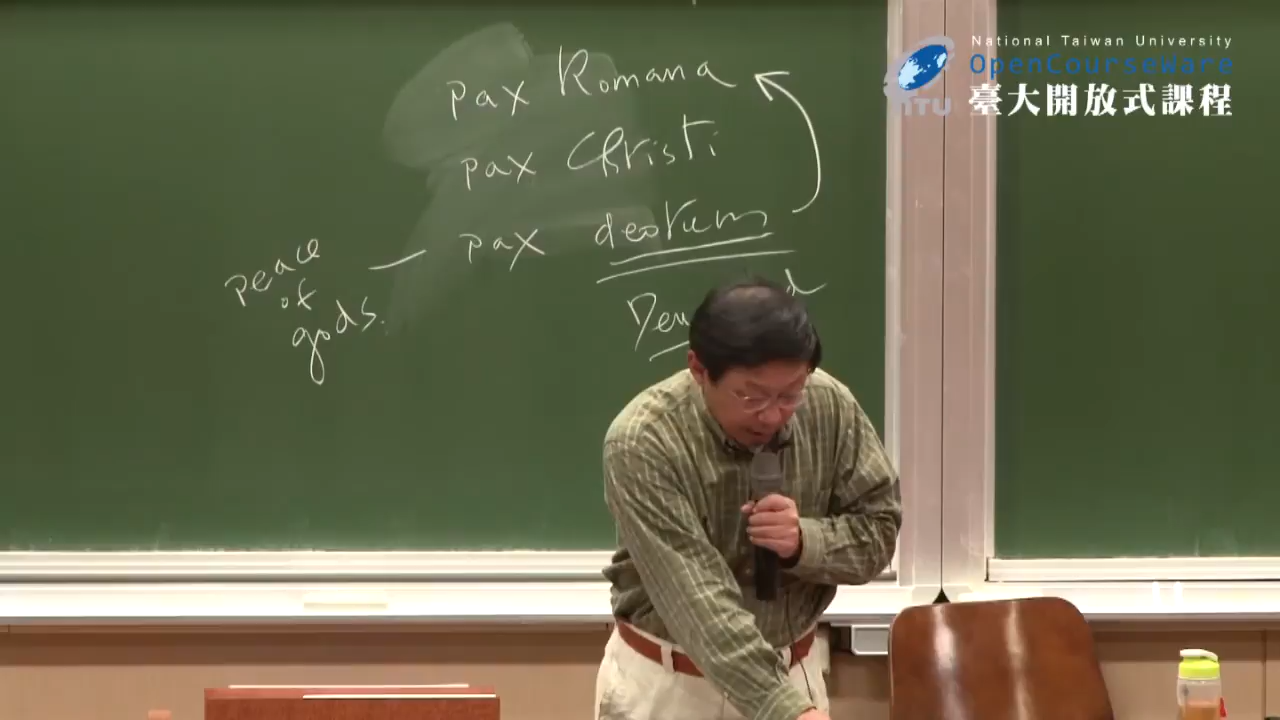 pax Romana
pax Christi
pax deorum
peace
of
gods.
National Taiwan University
OpenCourseWare
臺大開放式課程
NTU